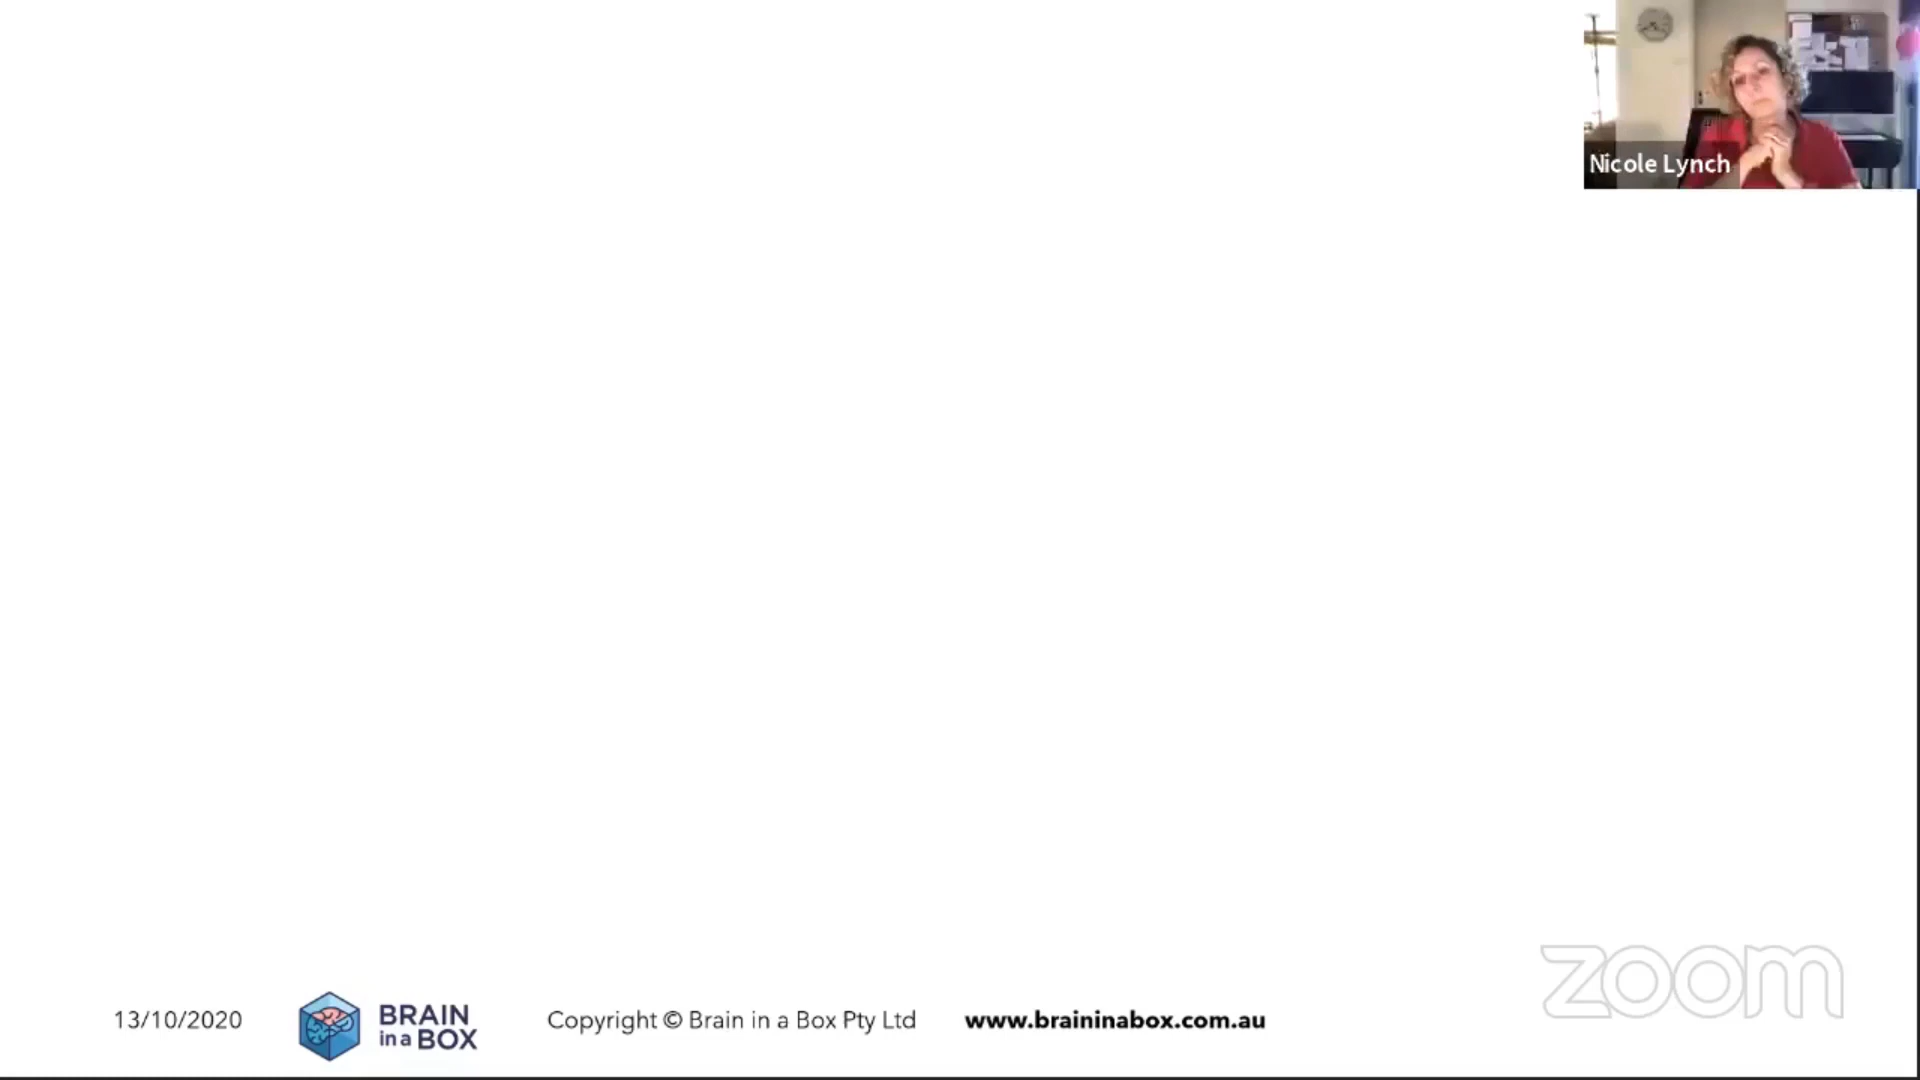 Nicole Lynch
zoom
13/10/2020
BRAIN
in a BOX
Copyright © Brain in a Box Pty Ltd
www.braininabox.com.au